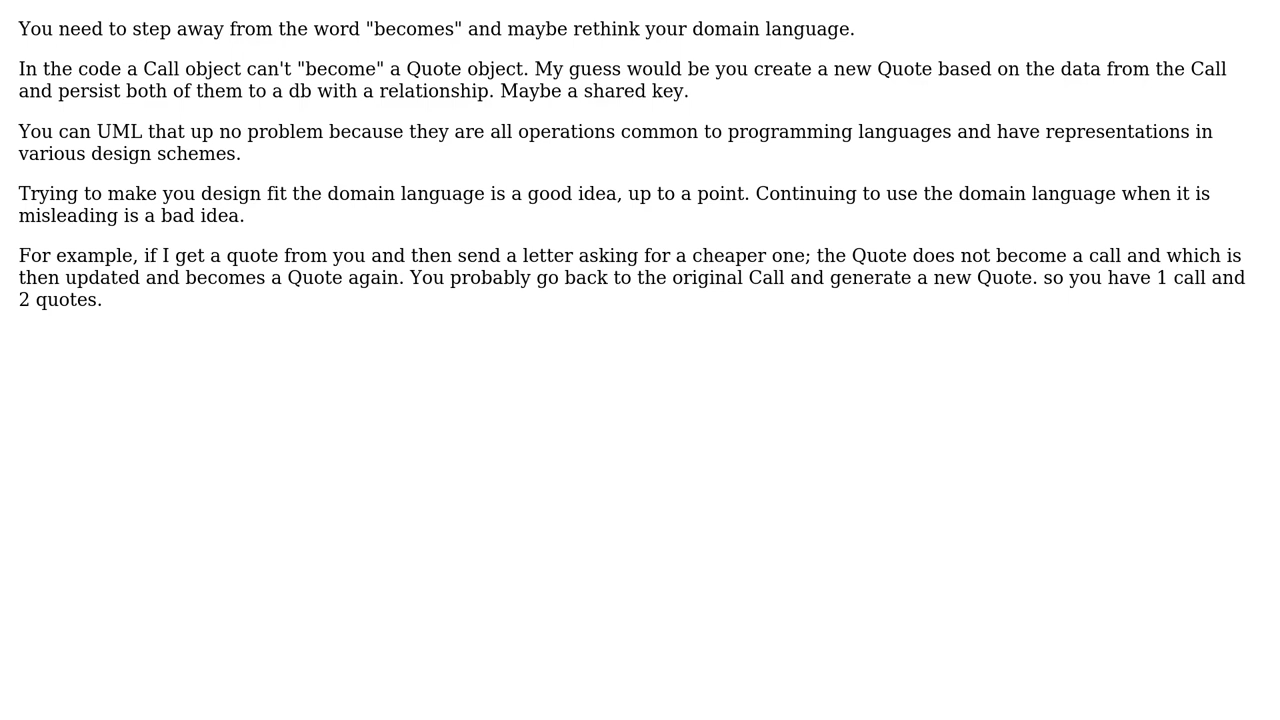 You need to step away from the word "becomes" and maybe rethink your domain language.
In the code a Call object can't "become" a Quote object. My guess would be you create a new Quote based on the data from the Call
and persist both of them to a db with a relationship. Maybe a shared key.
You can UML that up no problem because they are all operations common to programming languages and have representations in
various design schemes.
Trying to make you design fit the domain language is a good idea, up to a point. Continuing to use the domain language when it is
misleading is a bad idea.
For example, if I get a quote from you and then send a letter asking for a cheaper one; the Quote does not become a call and which is
then updated and becomes a Quote again. You probably go back to the original Call and generate a new Quote. so you have 1 call and
2 quotes.